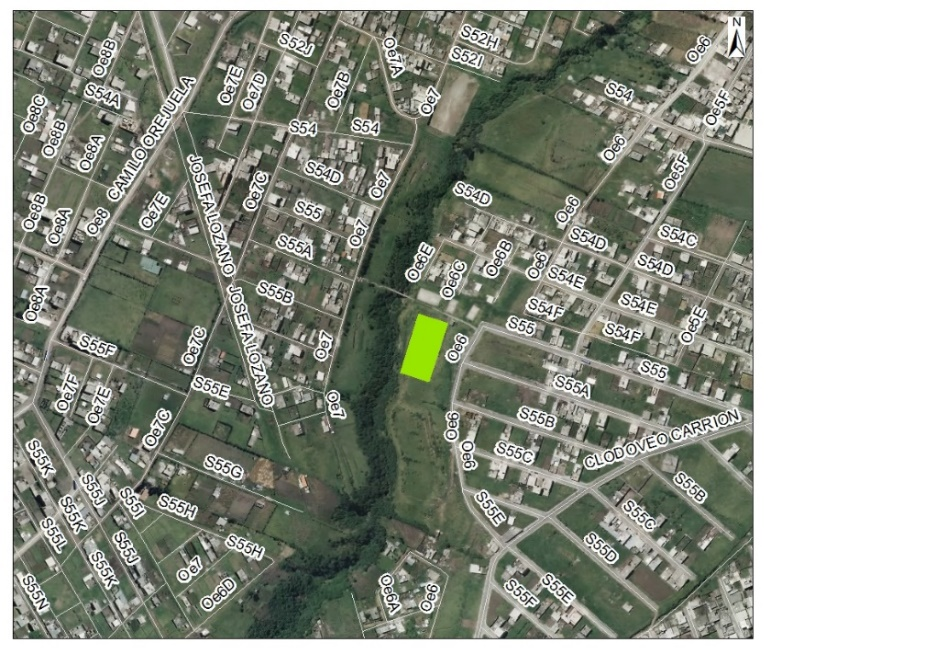 N
S52J
S52H
S52I
Oe7A
Oe6
Oe8B
Oe7E
Oe7D
Oe7B
S54A
Oe7
S54
Oe5F
Oe8C
Oe8B
CAMILO OREJUELA
S54
S54
Oe6
Oe8A
JOSEFA LOZANO
S54D
Oe5F
Oe7C
Oe7
S54D
Oe8B
Oe8A
Oe8
Oe7E
S55
Oe6
Oe7
S54D
S54C
S55A
Oe6E
Oe6B
Oe6
S54D
Oe6C
S54E
S55B
Oe8A
JOSEFA LOZANO
S54F
S54E
S55
S54F
Oe5E
S55F
Oe7C
Oe7
Oe6
S55
Oe7F
Oe7E
S55E
S55A
Oe7
S55B
Oe7C
Oe6
CLODOVEO CARRION
Oe6
S55C
S55K
S55G
S55J
S55B
S55I
S55H
S55E
S55K
S55C
S55L
S55J
S55H
S55D
S55K
Oe7
S55N
Oe6D
Oe6A
Oe6
S55F
S55E